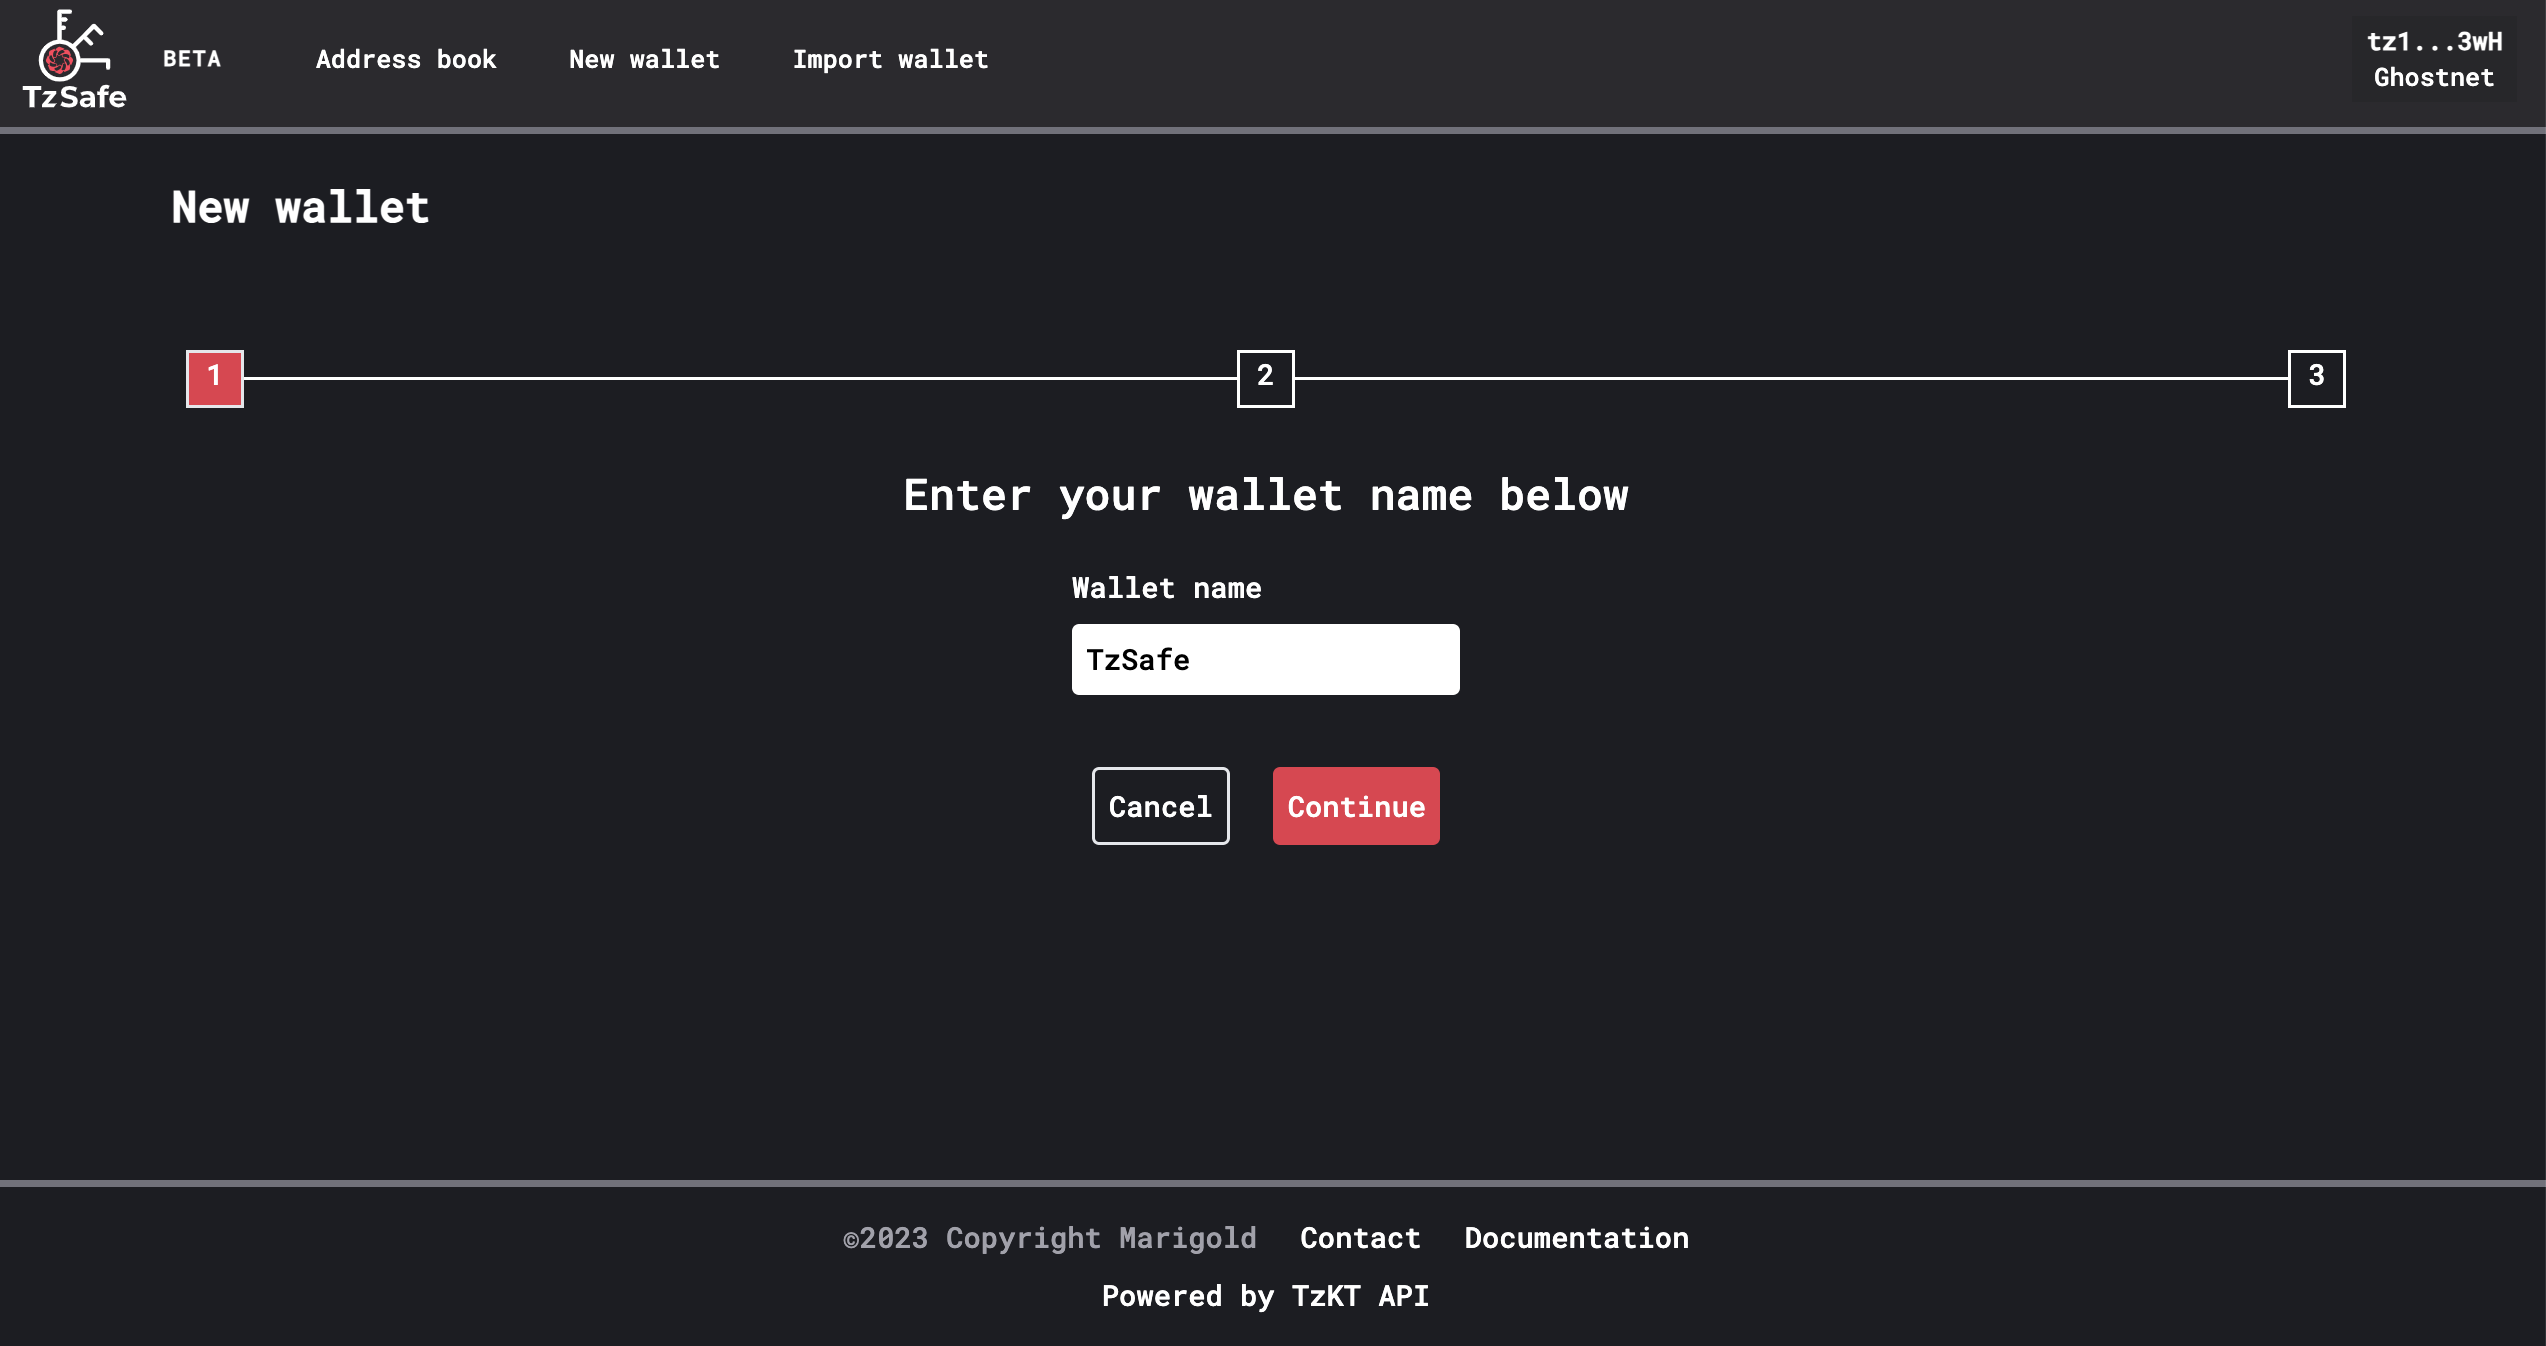 TzSafe
BETA
Address book
New wallet
Import wallet
tz1...3wH
Ghostnet
New wallet
1
2
3
Enter your wallet name below
Wallet name
TzSafe
Cancel
Continue
©2023 Copyright Marigold
Contact
Documentation
Powered by TzKT API